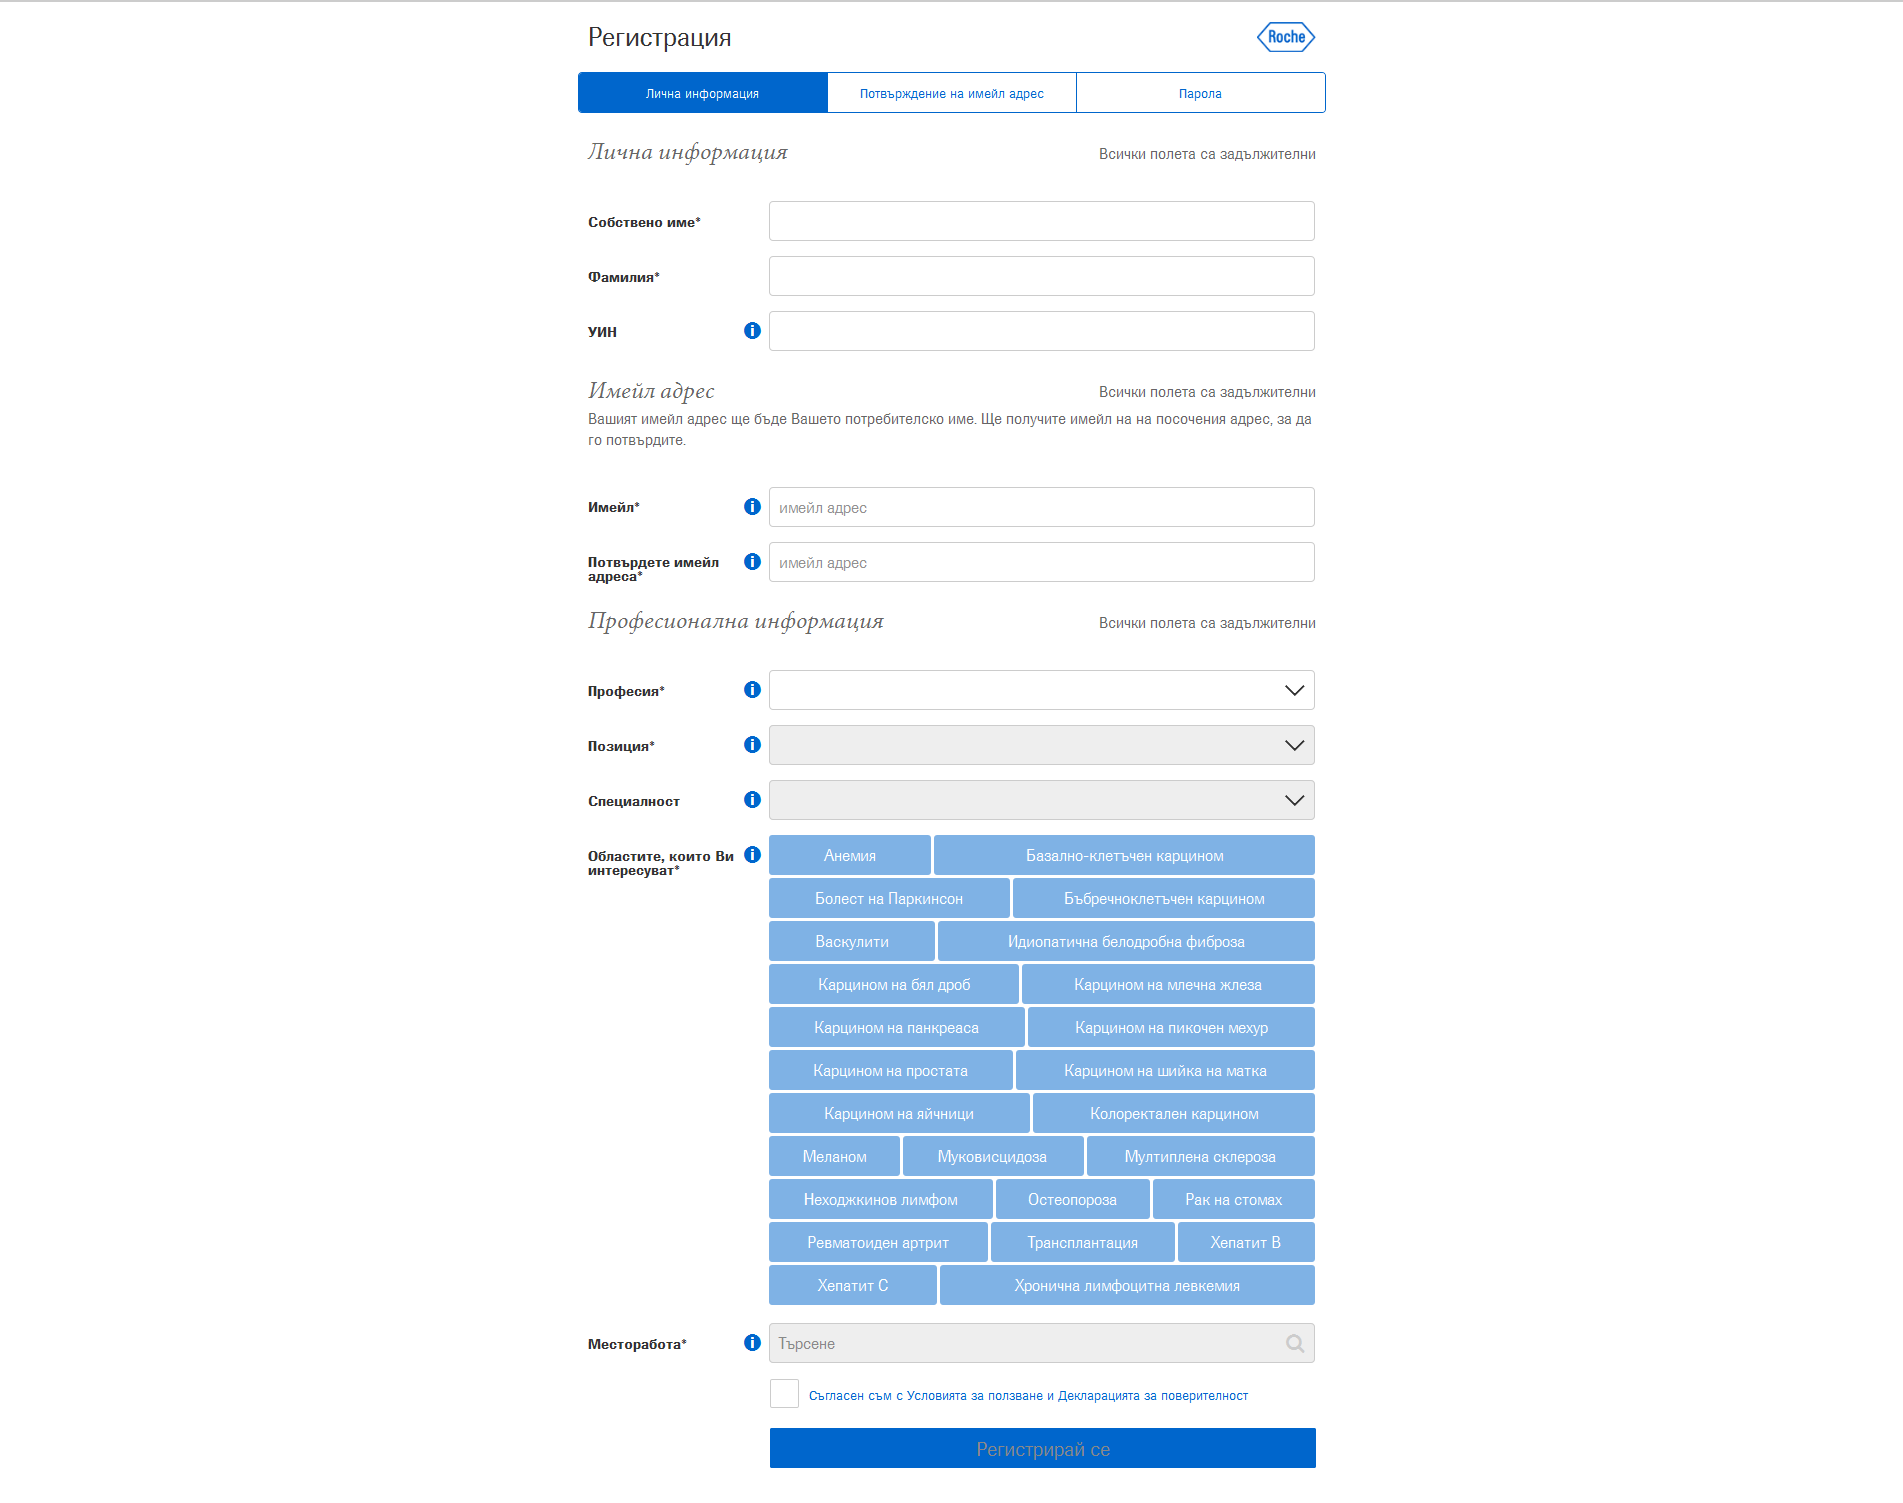 Регистрация
Roche
Лична информация
Потвърждение на имейл адрес
Парола
Лична информация
Всички полета са задължителни
Собствено име*
Фамилия*
УИН
Имейл адрес
Всички полета са задължителни
Вашият имейл адрес ще бъде Вашето потребителско име. Ще получите имейл на на посочения адрес, за да
го потвърдите.
Имейл*
имейл адрес
Потвърдете имейл
адреса*
имейл адрес
Професионална информация
Всички полета са задължителни
Професия*
Позиция*
Специалност
Областите, които Ви
интересуват*
Анемия
Базално-клетъчен карцином
Болест на Паркинсон
Бъбречноклетъчен карцином
Васкулити
Идиопатична белодробна фиброза
Карцином на бял дроб
Карцином на млечна жлеза
Карцином на панкреаса
Карцином на пикочен мехур
Карцином на простата
Карцином на шийка на матка
Карцином на яйчници
Колоректален карцином
Меланом
Муковисцидоза
Мултиплена склероза
Неходжкинов лимфом
Остеопороза
Рак на стомах
Ревматоиден артрит
Трансплантация
Хепатит B
Хепатит C
Хронична лимфоцитна левкемия
Месторабота*
Търсене
Съгласен съм с Условията за ползване и Декларацията за поверителност
Регистрирай се